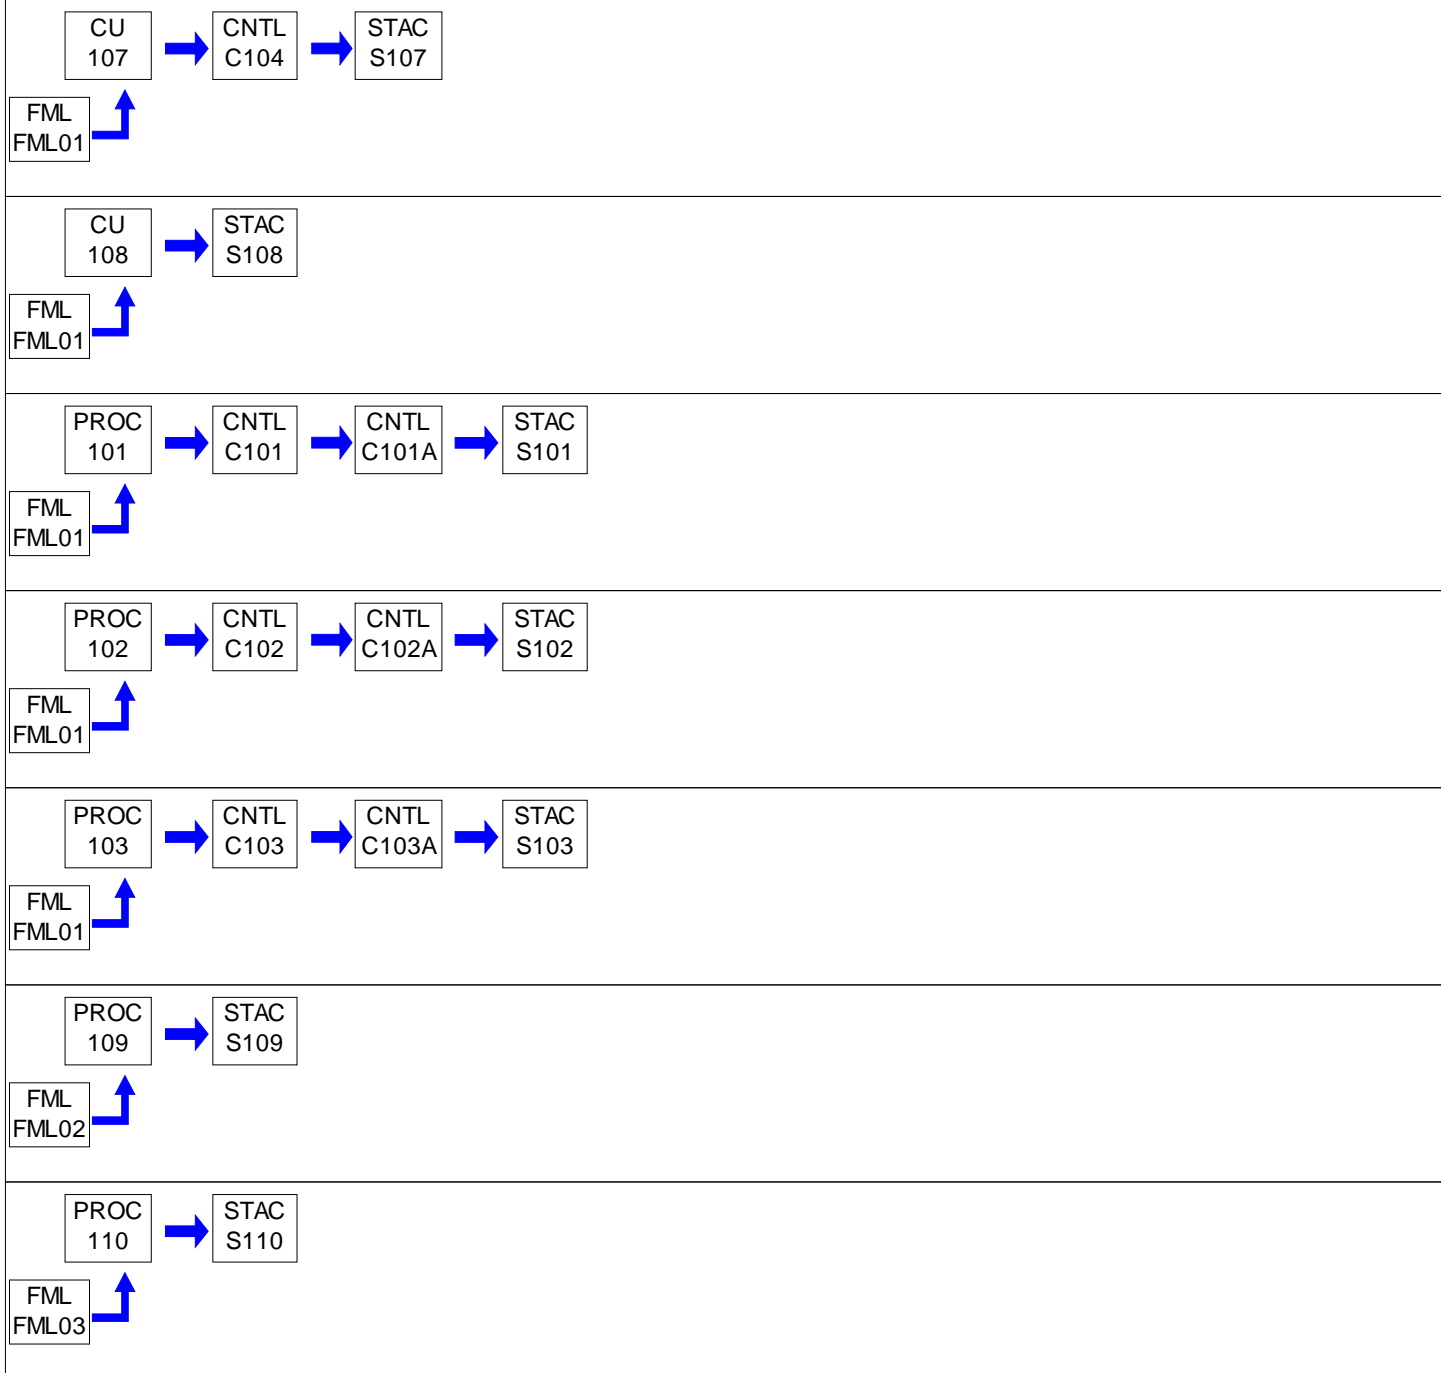 CU
107
CNTL
C104
STAC
S107
FML
FML01
CU
108
STAC
S108
FML
FML01
PROC
101
CNTL
C101
CNTL
C101A
STAC
S101
FML
FML01
PROC
102
CNTL
C102
CNTL
C102A
STAC
S102
FML
FML01
PROC
103
CNTL
C103
CNTL
C103A
STAC
S103
FML
FML01
PROC
109
STAC
S109
FML
FML02
PROC
110
STAC
S110
FML
FML03